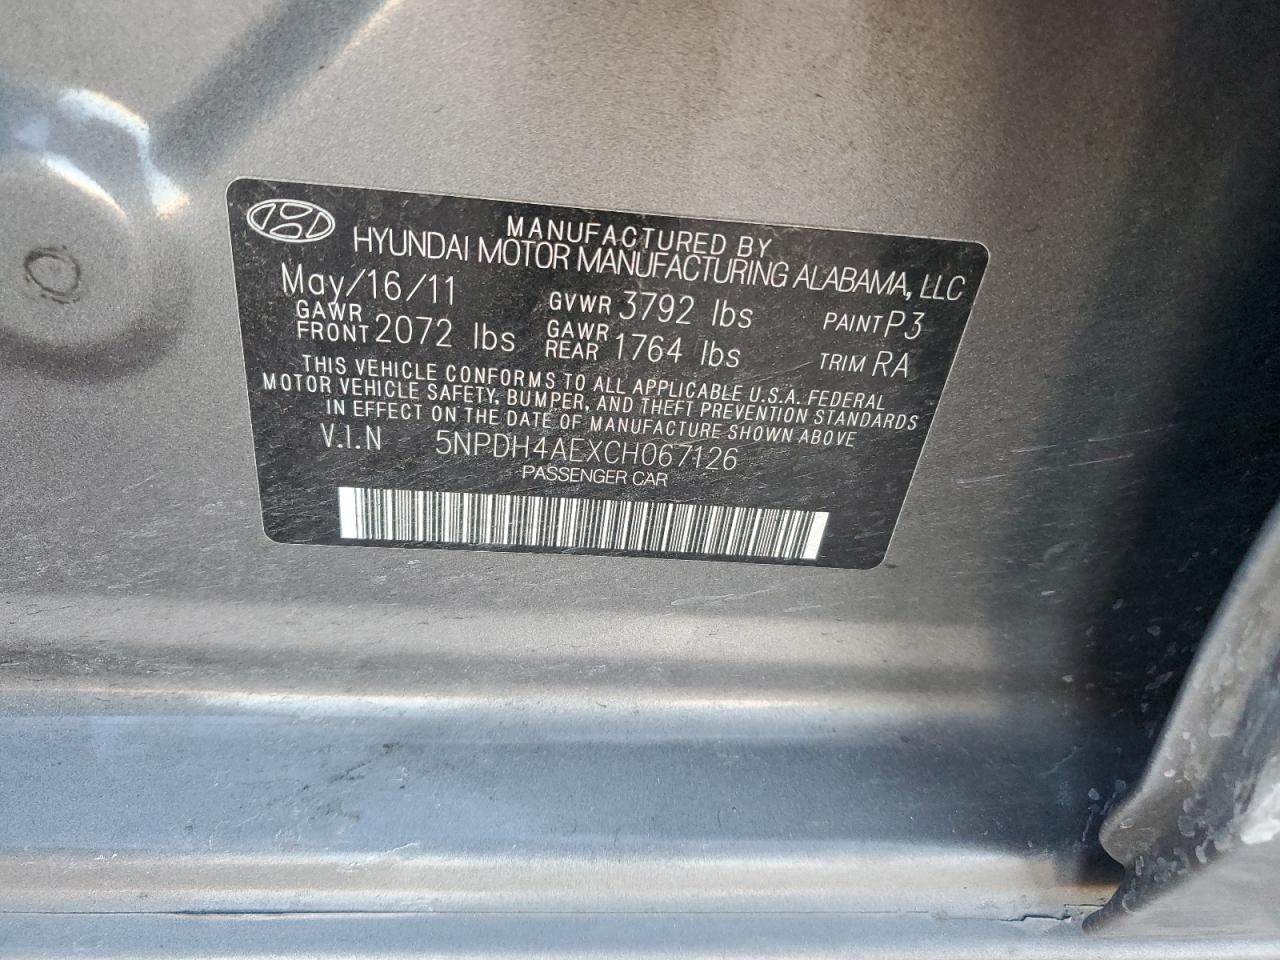 MANUFACTURED BY
HYUNDAI MOTOR MANUFACTURING ALABAMA, LLC
May/16/11 GVWR 3792 lbs PAINT P3
GAWR FRONT 2072 lbs GAWR REAR 1764 lbs TRIM RA
THIS VEHICLE CONFORMS TO ALL APPLICABLE U.S.A. FEDERAL
MOTOR VEHICLE SAFETY, BUMPER, AND THEFT PREVENTION STANDARDS
IN EFFECT ON THE DATE OF MANUFACTURE SHOWN ABOVE
V.I.N 5NPDH4AEXCH067126
PASSENGER CAR